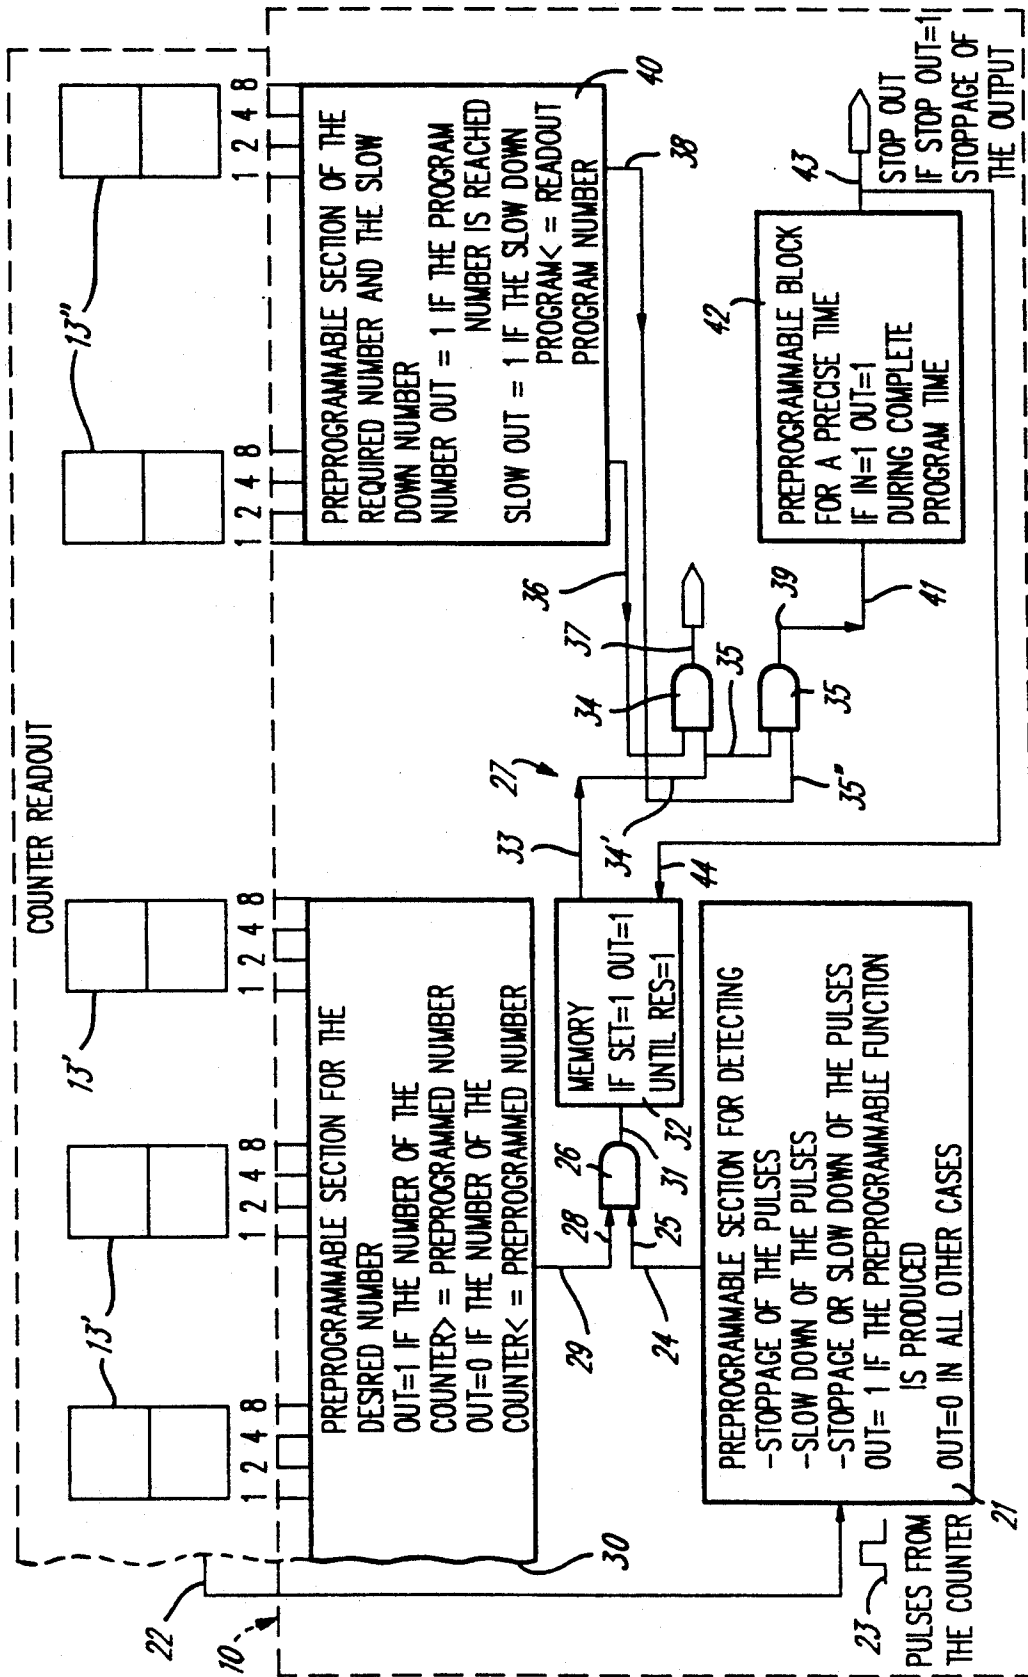 COUNTER READOUT
13'
13'
13'
13"
1 2 4 8
1 2 4 8
1 2 4 8
1 2 4 8
1 2 4 8
22
10
30
PREPROGRAMMABLE SECTION FOR THE
DESIRED NUMBER
OUT=1 IF THE NUMBER OF THE
COUNTER> = PREPROGRAMMED NUMBER
OUT=0 IF THE NUMBER OF THE
COUNTER< = PREPROGRAMMED NUMBER
PREPROGRAMMABLE SECTION OF THE
REQUIRED NUMBER AND THE SLOW
DOWN NUMBER
NUMBER OUT = 1 IF THE PROGRAM
NUMBER IS REACHED
SLOW OUT = 1 IF THE SLOW DOWN
PROGRAM< = READOUT
PROGRAM NUMBER
40
38
36
29
28
26
24
25
31
32
MEMORY
IF SET=1 OUT=1
UNTIL RES=1
33
27
34'
44
34
37
35
35
35"
39
41
42
PREPROGRAMMABLE BLOCK
FOR A PRECISE TIME
IF IN=1 OUT=1
DURING COMPLETE
PROGRAM TIME
43
STOP OUT
IF STOP OUT=1
STOPPAGE OF
THE OUTPUT
PREPROGRAMMABLE SECTION FOR DETECTING
-STOPPAGE OF THE PULSES
-SLOW DOWN OF THE PULSES
-STOPPAGE OR SLOW DOWN OF THE PULSES
OUT= 1 IF THE PREPROGRAMMABLE FUNCTION
IS PRODUCED
OUT=0 IN ALL OTHER CASES
21
23
PULSES FROM
THE COUNTER